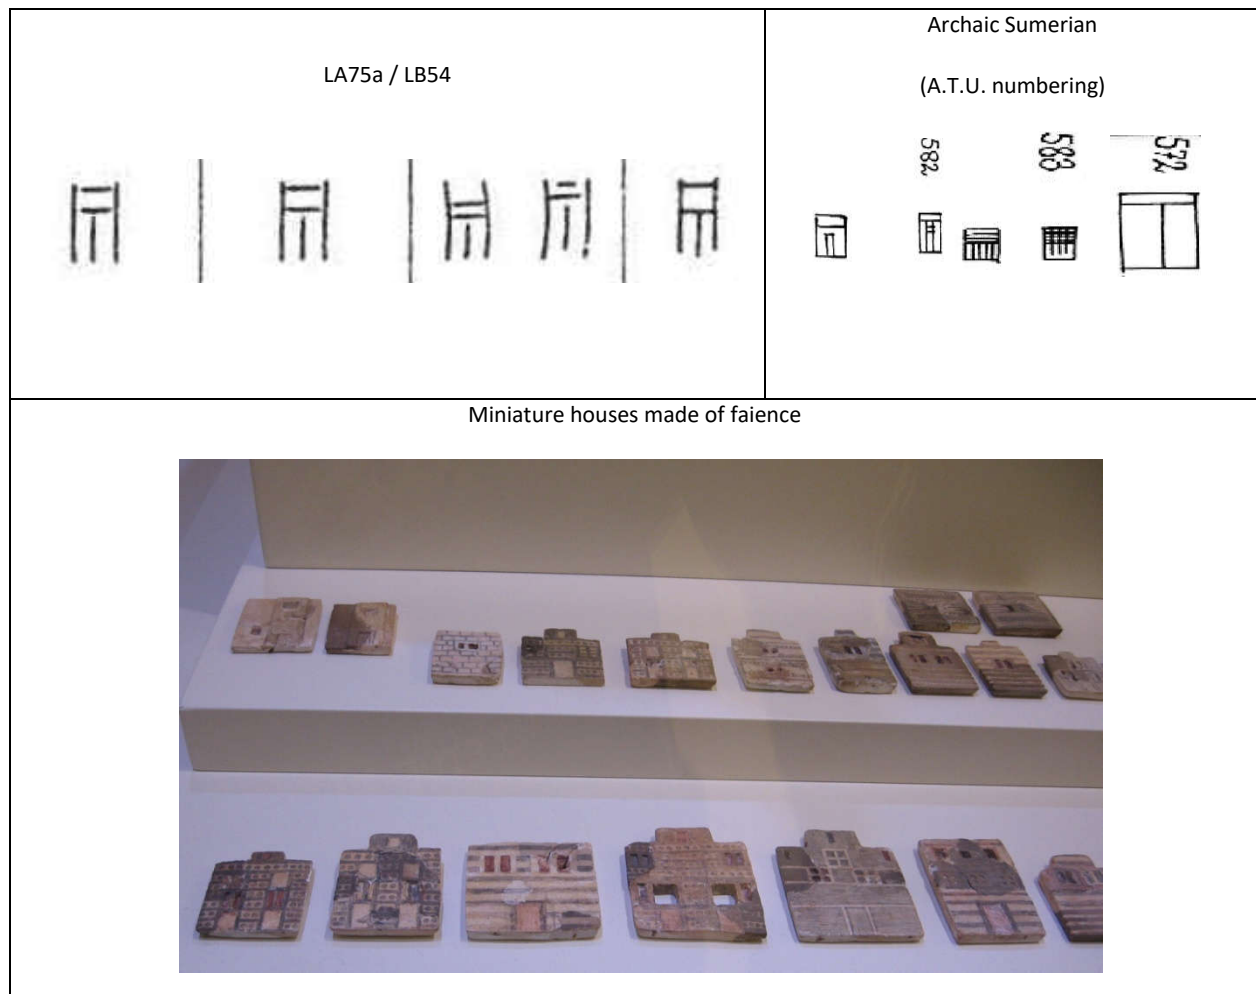 LA75a / LB54
Archaic Sumerian
(A.T.U. numbering)
582
583
572
Miniature houses made of faience